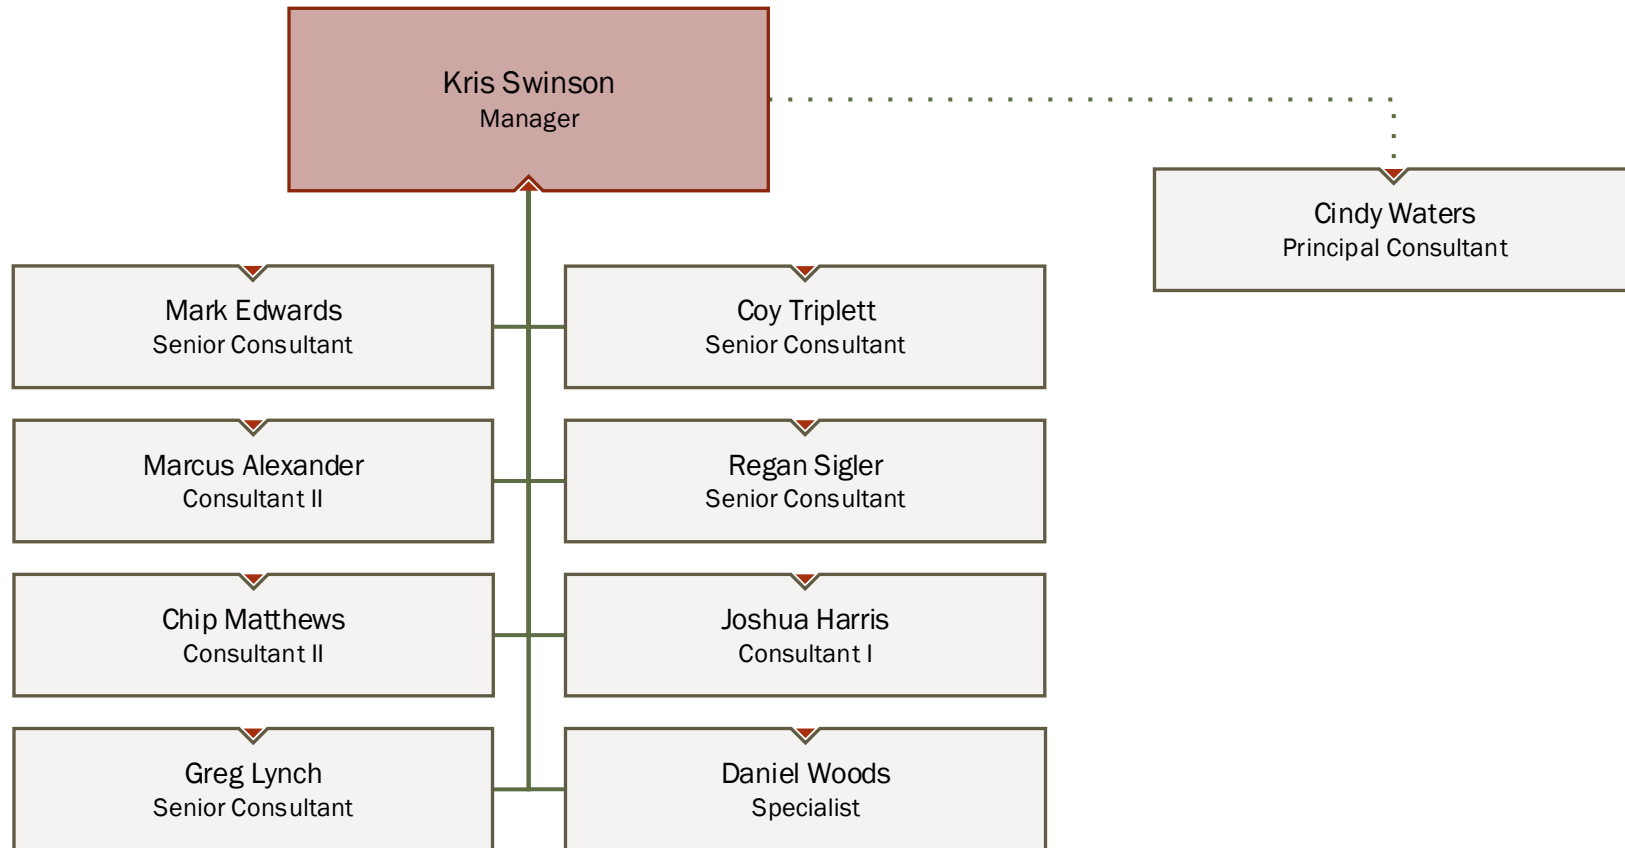 Kris Swinson
Manager
Cindy Waters
Principal Consultant
Mark Edwards
Senior Consultant
Coy Triplett
Senior Consultant
Marcus Alexander
Consultant II
Regan Sigler
Senior Consultant
Chip Matthews
Consultant II
Joshua Harris
Consultant I
Greg Lynch
Senior Consultant
Daniel Woods
Specialist